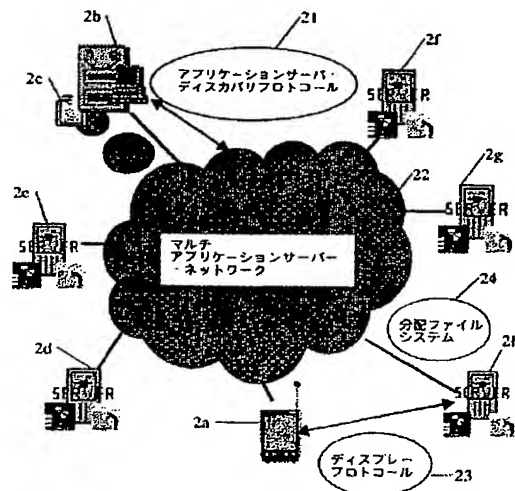 2b
21
アプリケーションサーバ・
ディスカバリプロトコル
2c
2f
22
2g
2e
マルチ
アプリケーションサーバー
・ネットワーク
24
分配ファイル
システム
2d
2h
SERVER
2a
ディスプレー
プロトコール
23